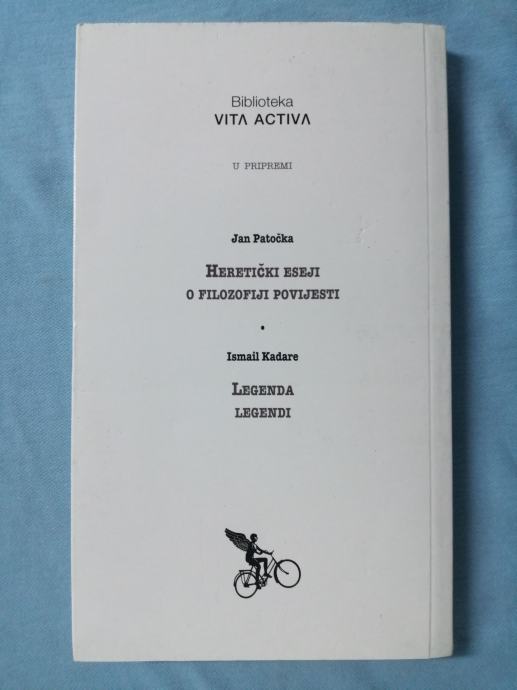 Biblioteka
VITA ACTIVA
U PRIPREMI
Jan Patočka
HERETIČKI ESEJI
O FILOZOFIJI POVIJESTI
•
Ismail Kadare
LEGENDA
LEGENDI